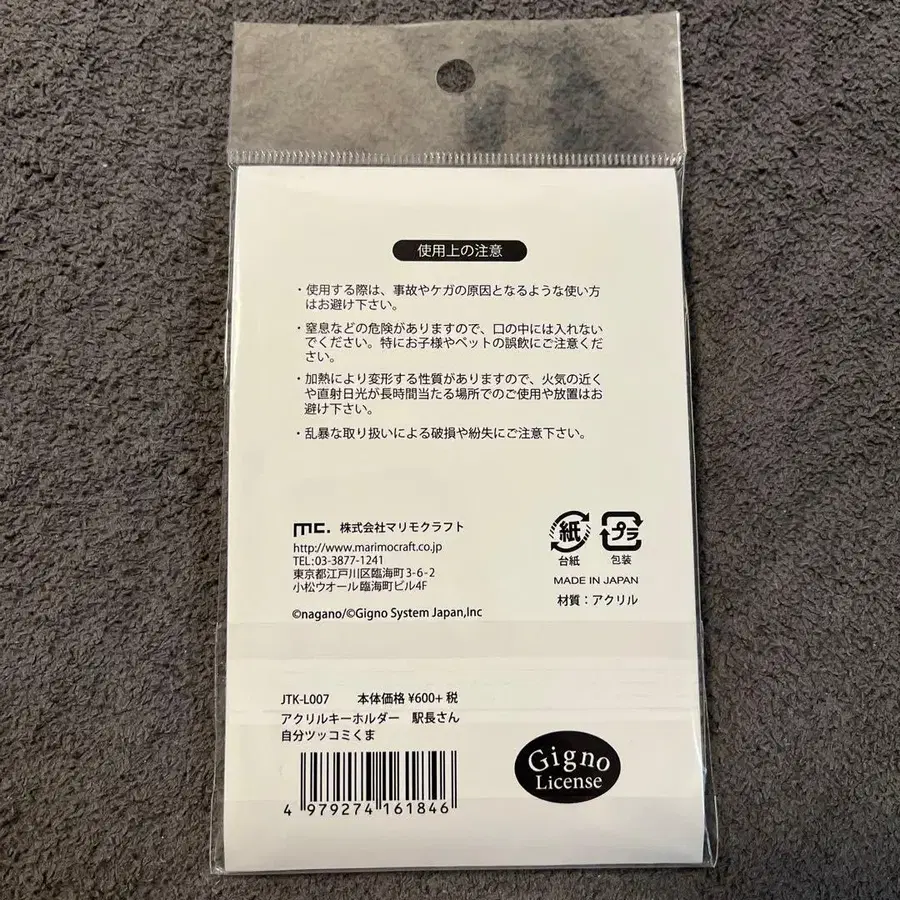 使用上の注意
・使用する際は、事故やケガの原因となるような使い方
はお避け下さい。
・窒息などの危険がありますので、口の中には入れない
でください。特にお子様やペットの誤飲にご注意くだ
さい。
・加熱により変形する性質がありますので、火気の近く
や直射日光が長時間当たる場所でのご使用や放置はお
避け下さい。
・乱暴な取り扱いによる破損や紛失にご注意下さい。
mc. 株式会社マリモクラフト
http://www.marimocraft.co.jp
TEL:03-3877-1241
東京都江戸川区臨海町3-6-2
小松ウオール臨海町ビル4F
©nagano/©Gigno System Japan,Inc
紙 プラ
台紙 包装
MADE IN JAPAN
材質：アクリル
JTK-L007 本体価格 ¥600+ 税
アクリルキーホルダー 駅長さん
自分ツッコミくま
4 979274 161846
Gigno
License